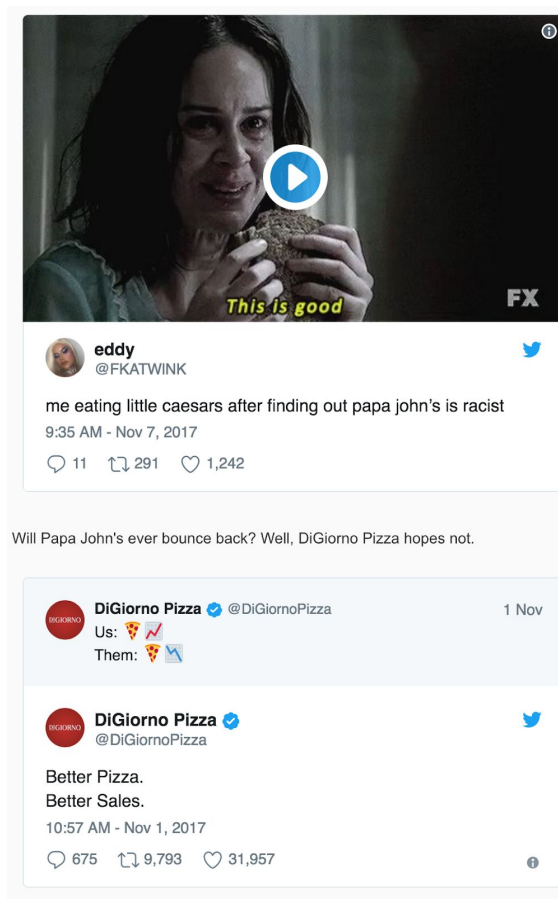 This is good
FX
eddy
@FKATWINK
me eating little caesars after finding out papa john's is racist
9:35 AM - Nov 7, 2017
11 291 1,242
Will Papa John's ever bounce back? Well, DiGiorno Pizza hopes not.
DIGIORNO
DiGiorno Pizza @DiGiornoPizza 1 Nov
Us: 🍕📈
Them: 🍕📉
DIGIORNO
DiGiorno Pizza
@DiGiornoPizza
Better Pizza.
Better Sales.
10:57 AM - Nov 1, 2017
675 9,793 31,957